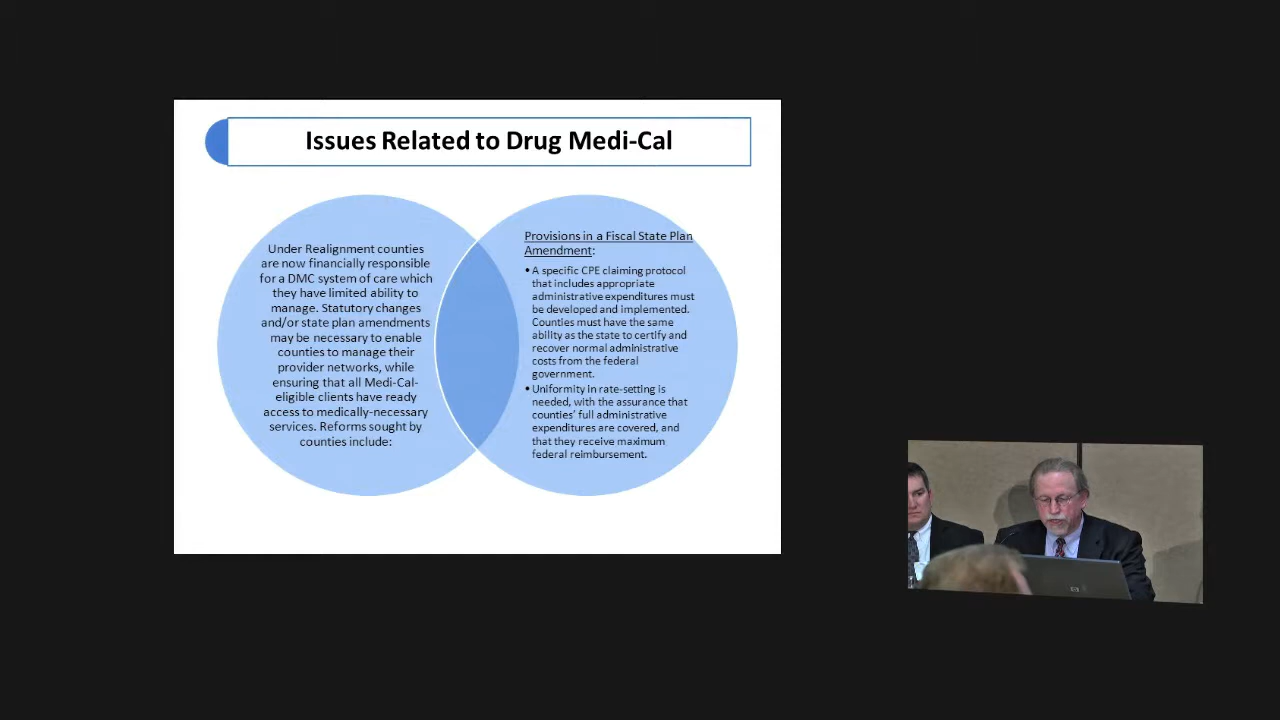 Issues Related to Drug Medi-Cal
Under Realignment counties
are now financially responsible
for a DMC system of care which
they have limited ability to
manage. Statutory changes
and/or state plan amendments
may be necessary to enable
counties to manage their
provider networks, while
ensuring that all Medi-Cal-
eligible clients have ready
access to medically-necessary
services. Reforms sought by
counties include:
Provisions in a Fiscal State Plan
Amendment:
• A specific CPE claiming protocol
that includes appropriate
administrative expenditures must
be developed and implemented.
Counties must have the same
ability as the state to certify and
recover normal administrative
costs from the federal
government.
• Uniformity in rate-setting is
needed, with the assurance that
counties' full administrative
expenditures are covered, and
that they receive maximum
federal reimbursement.
hp